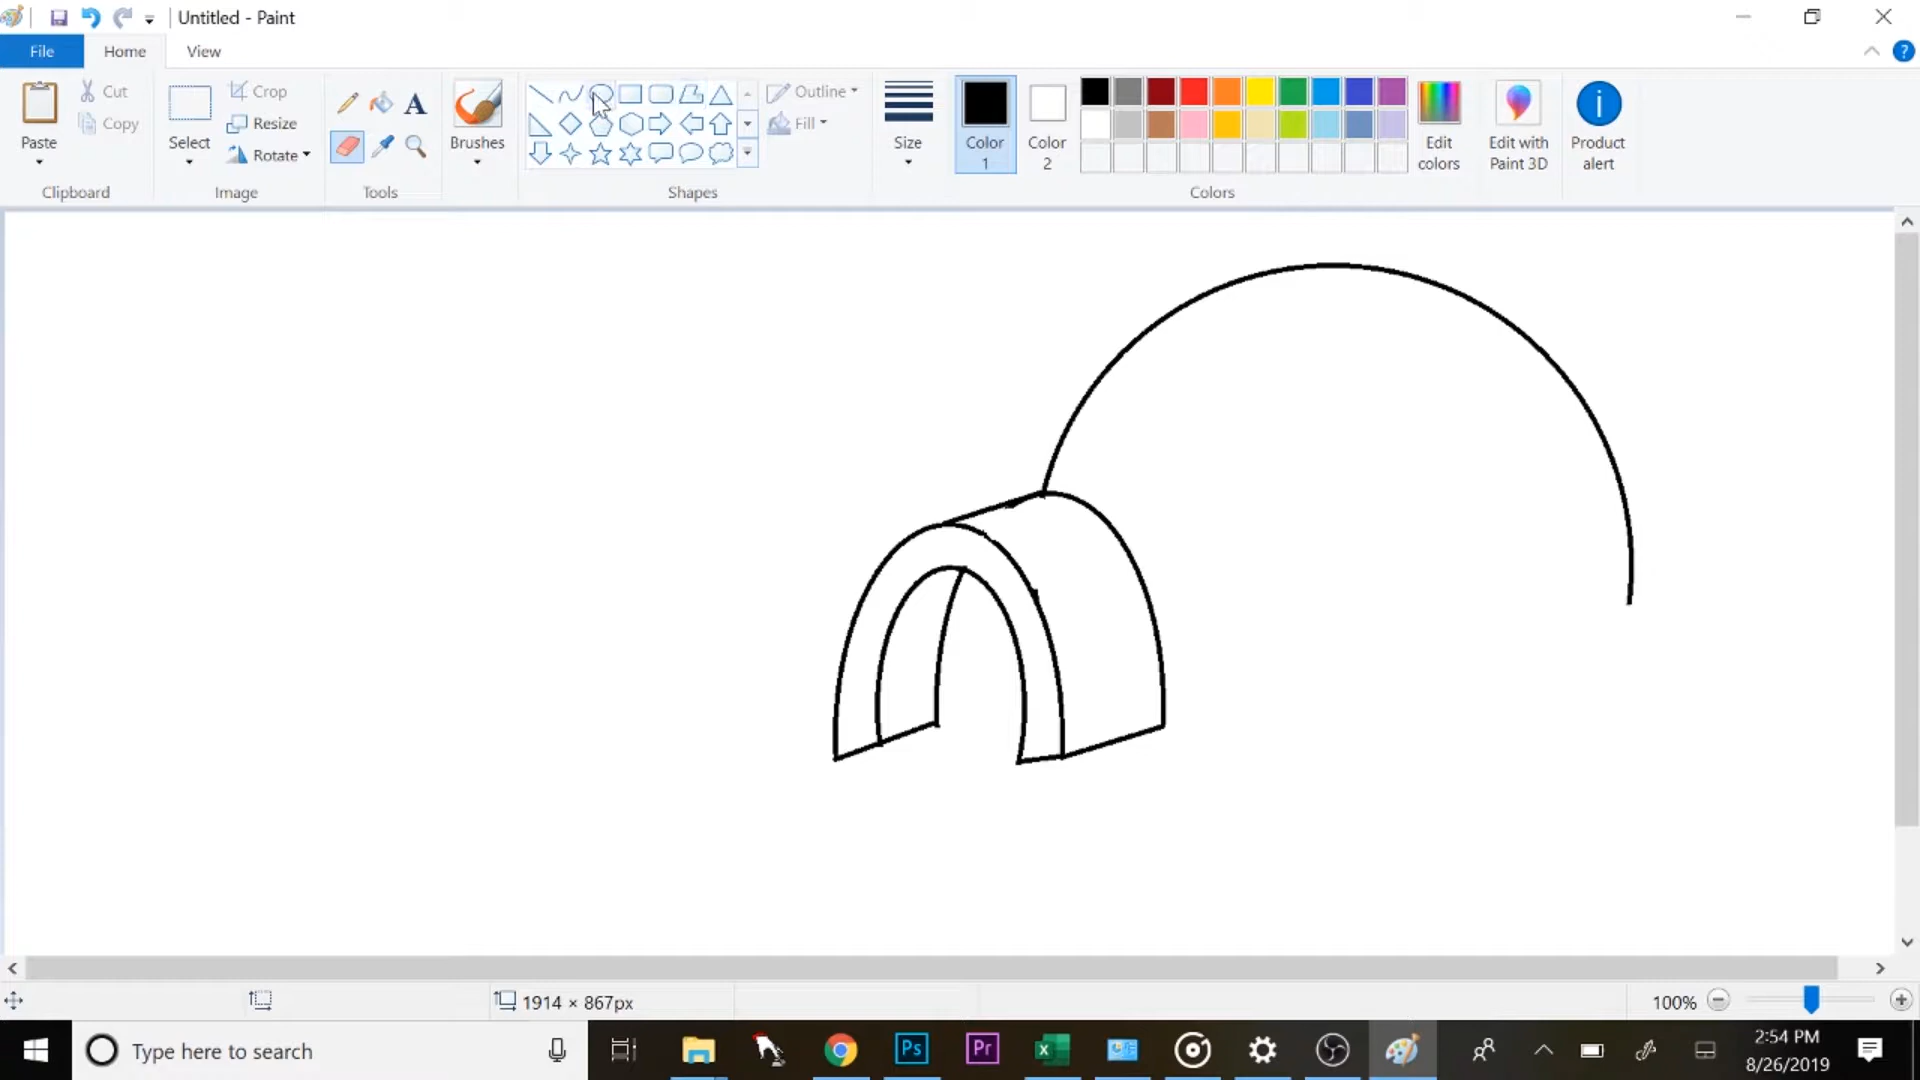 Untitled - Paint
File Home View
Paste
Cut
Copy
Clipboard
Select
Crop
Resize
Rotate
Image
A
Tools
Brushes
Shapes
Outline
Fill
Size
Color 1
Color 2
Colors
Edit colors
Edit with Paint 3D
Product alert
1914 × 867px
100%
Type here to search
Ps
Pr
2:54 PM
8/26/2019